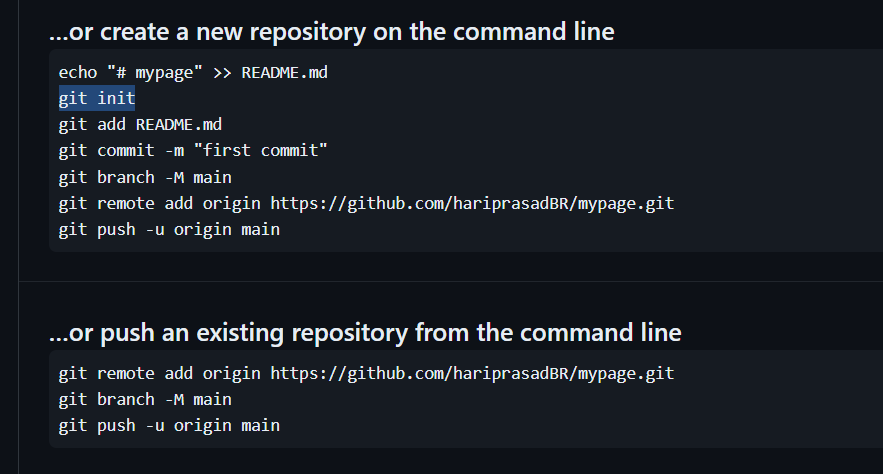 ...or create a new repository on the command line
echo "# mypage" >> README.md
git init
git add README.md
git commit -m "first commit"
git branch -M main
git remote add origin https://github.com/hariprasadBR/mypage.git
git push -u origin main
...or push an existing repository from the command line
git remote add origin https://github.com/hariprasadBR/mypage.git
git branch -M main
git push -u origin main